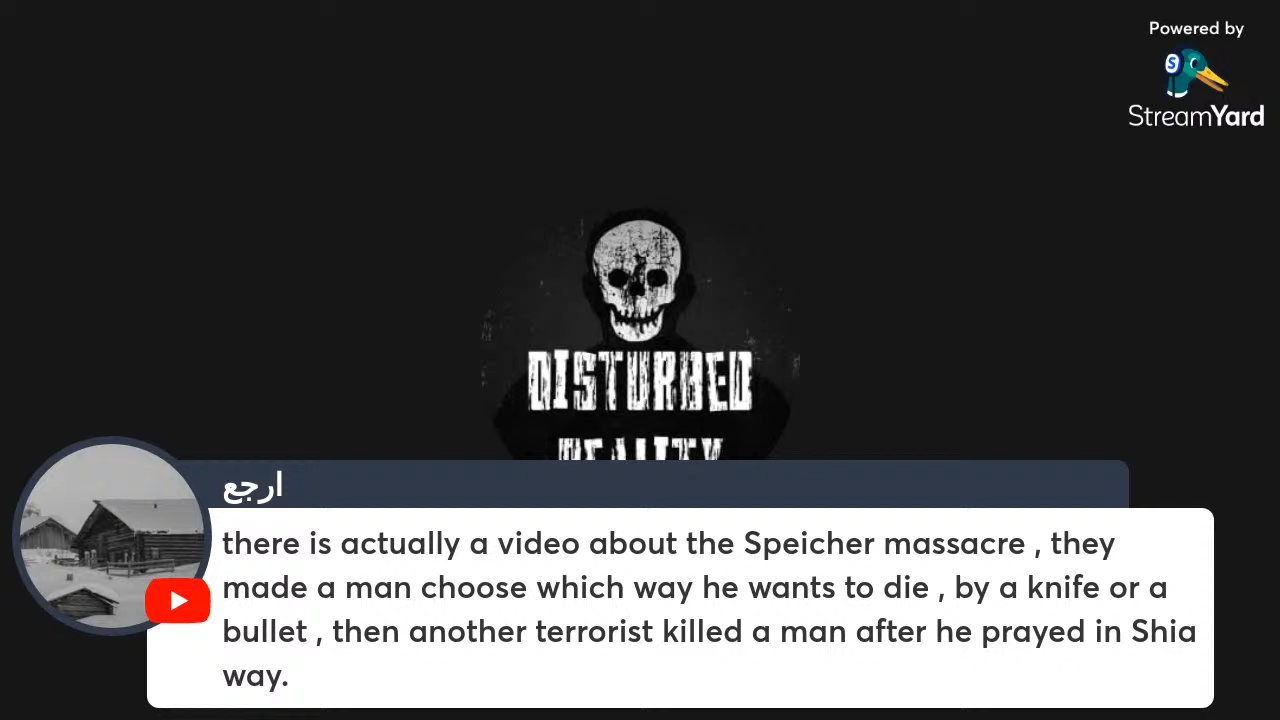 Powered by
StreamYard
DISTURBED
REALITY
ارجع
there is actually a video about the Speicher massacre , they
made a man choose which way he wants to die , by a knife or a
bullet , then another terrorist killed a man after he prayed in Shia
way.